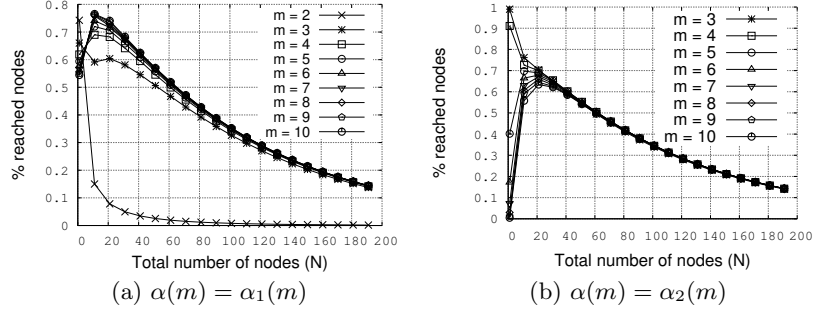 % reached nodes
0.8
0.7
0.6
0.5
0.4
0.3
0.2
0.1
0
m = 2
m = 3
m = 4
m = 5
m = 6
m = 7
m = 8
m = 9
m = 10
0 20 40 60 80 100 120 140 160 180 200
Total number of nodes (N)
(a) α(m) = α₁(m)
% reached nodes
1
0.9
0.8
0.7
0.6
0.5
0.4
0.3
0.2
0.1
0
m = 3
m = 4
m = 5
m = 6
m = 7
m = 8
m = 9
m = 10
0 20 40 60 80 100 120 140 160 180 200
Total number of nodes (N)
(b) α(m) = α₂(m)